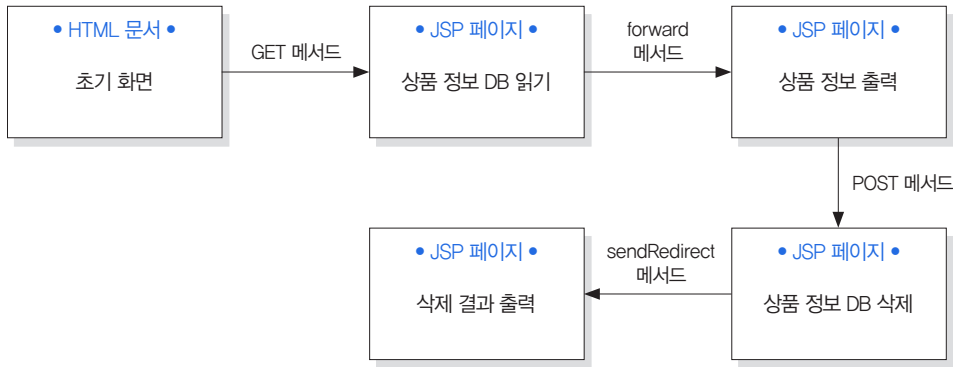 • HTML 문서 •
초기 화면
GET 메서드
• JSP 페이지 •
상품 정보 DB 읽기
forward
메서드
• JSP 페이지 •
상품 정보 출력
POST 메서드
• JSP 페이지 •
상품 정보 DB 삭제
sendRedirect
메서드
• JSP 페이지 •
삭제 결과 출력